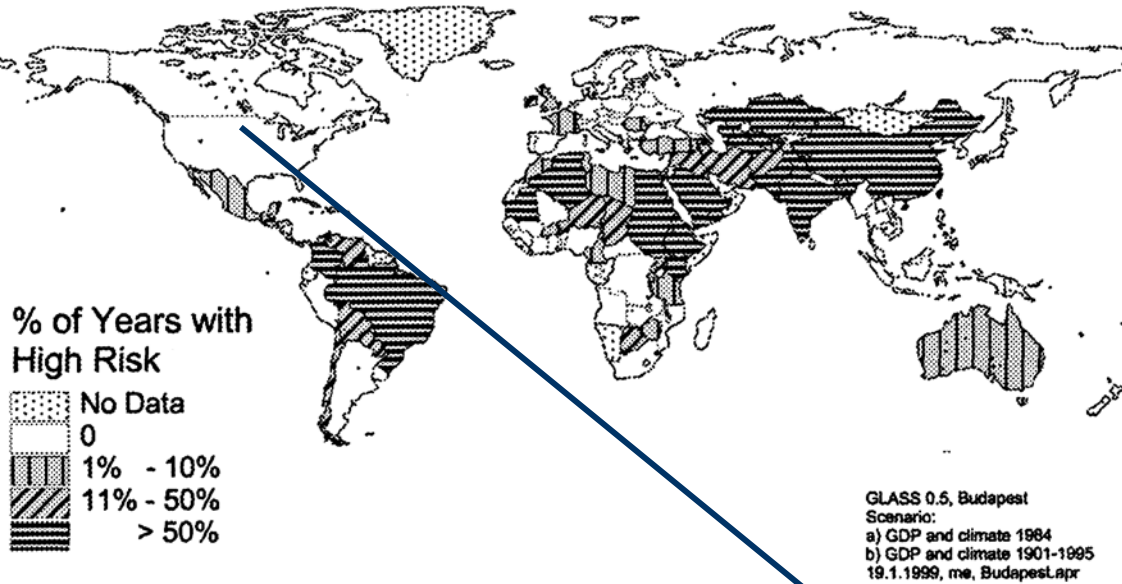 % of Years with
High Risk
No Data
0
1% - 10%
11% - 50%
> 50%
GLASS 0.5, Budapest
Scenario:
a) GDP and climate 1984
b) GDP and climate 1901-1995
19.1.1999, me, Budapest.apr